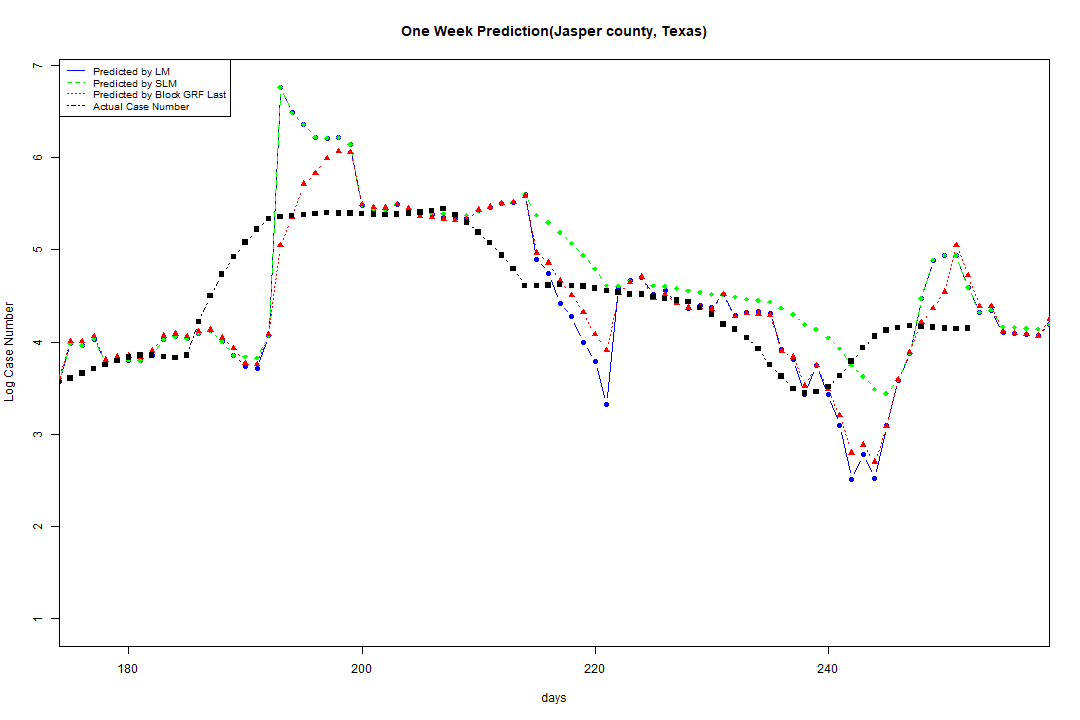 One Week Prediction(Jasper county, Texas)
Predicted by LM
Predicted by SLM
Predicted by Block GRF Last
Actual Case Number
7
6
5
4
3
2
1
Log Case Number
180 200 220 240
days